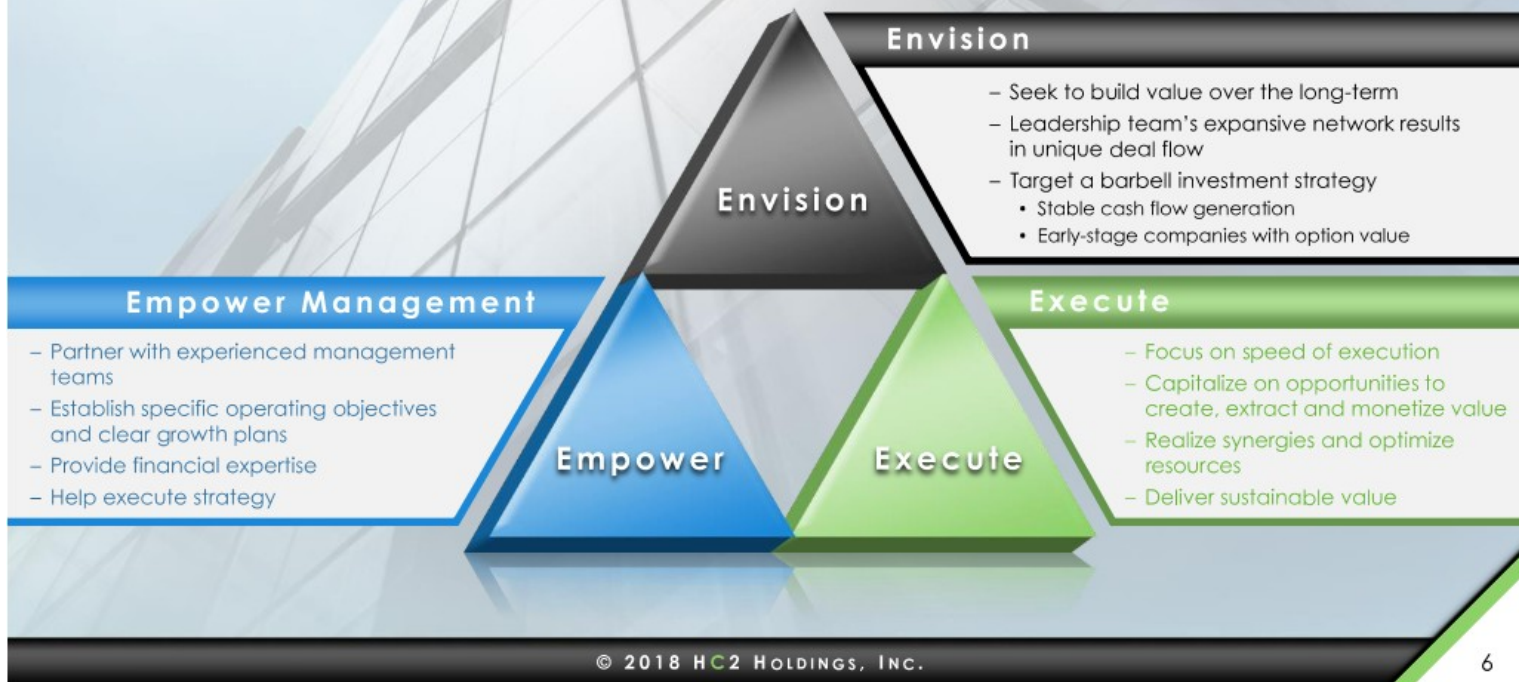 Envision
– Seek to build value over the long-term
– Leadership team's expansive network results
in unique deal flow
– Target a barbell investment strategy
• Stable cash flow generation
• Early-stage companies with option value
Envision
Empower Management
– Partner with experienced management
teams
– Establish specific operating objectives
and clear growth plans
– Provide financial expertise
– Help execute strategy
Empower
Execute
Execute
– Focus on speed of execution
– Capitalize on opportunities to
create, extract and monetize value
– Realize synergies and optimize
resources
– Deliver sustainable value
© 2018 HC2 HOLDINGS, INC.
6